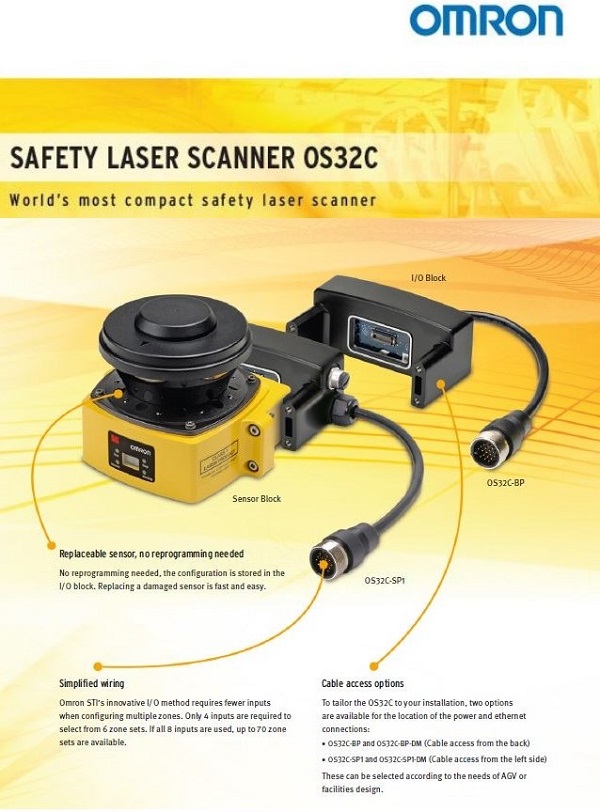 OMRON
SAFETY LASER SCANNER OS32C
World's most compact safety laser scanner
I/O Block
OMRON
OS32C-BP
Sensor Block
OS32C-SP1
Replaceable sensor, no reprogramming needed
No reprogramming needed, the configuration is stored in the
I/O block. Replacing a damaged sensor is fast and easy.
Simplified wiring
Omron STI's innovative I/O method requires fewer inputs
when configuring multiple zones. Only 4 inputs are required to
select from 6 zone sets. If all 8 inputs are used, up to 70 zone
sets are available.
Cable access options
To tailor the OS32C to your installation, two options
are available for the location of the power and ethernet
connections:
• OS32C-BP and OS32C-BP-DM (Cable access from the back)
• OS32C-SP1 and OS32C-SP1-DM (Cable access from the left side)
These can be selected according to the needs of AGV or
facilities design.